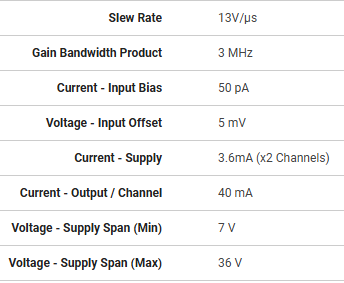 Slew Rate 13V/µs
Gain Bandwidth Product 3 MHz
Current - Input Bias 50 pA
Voltage - Input Offset 5 mV
Current - Supply 3.6mA (x2 Channels)
Current - Output / Channel 40 mA
Voltage - Supply Span (Min) 7 V
Voltage - Supply Span (Max) 36 V